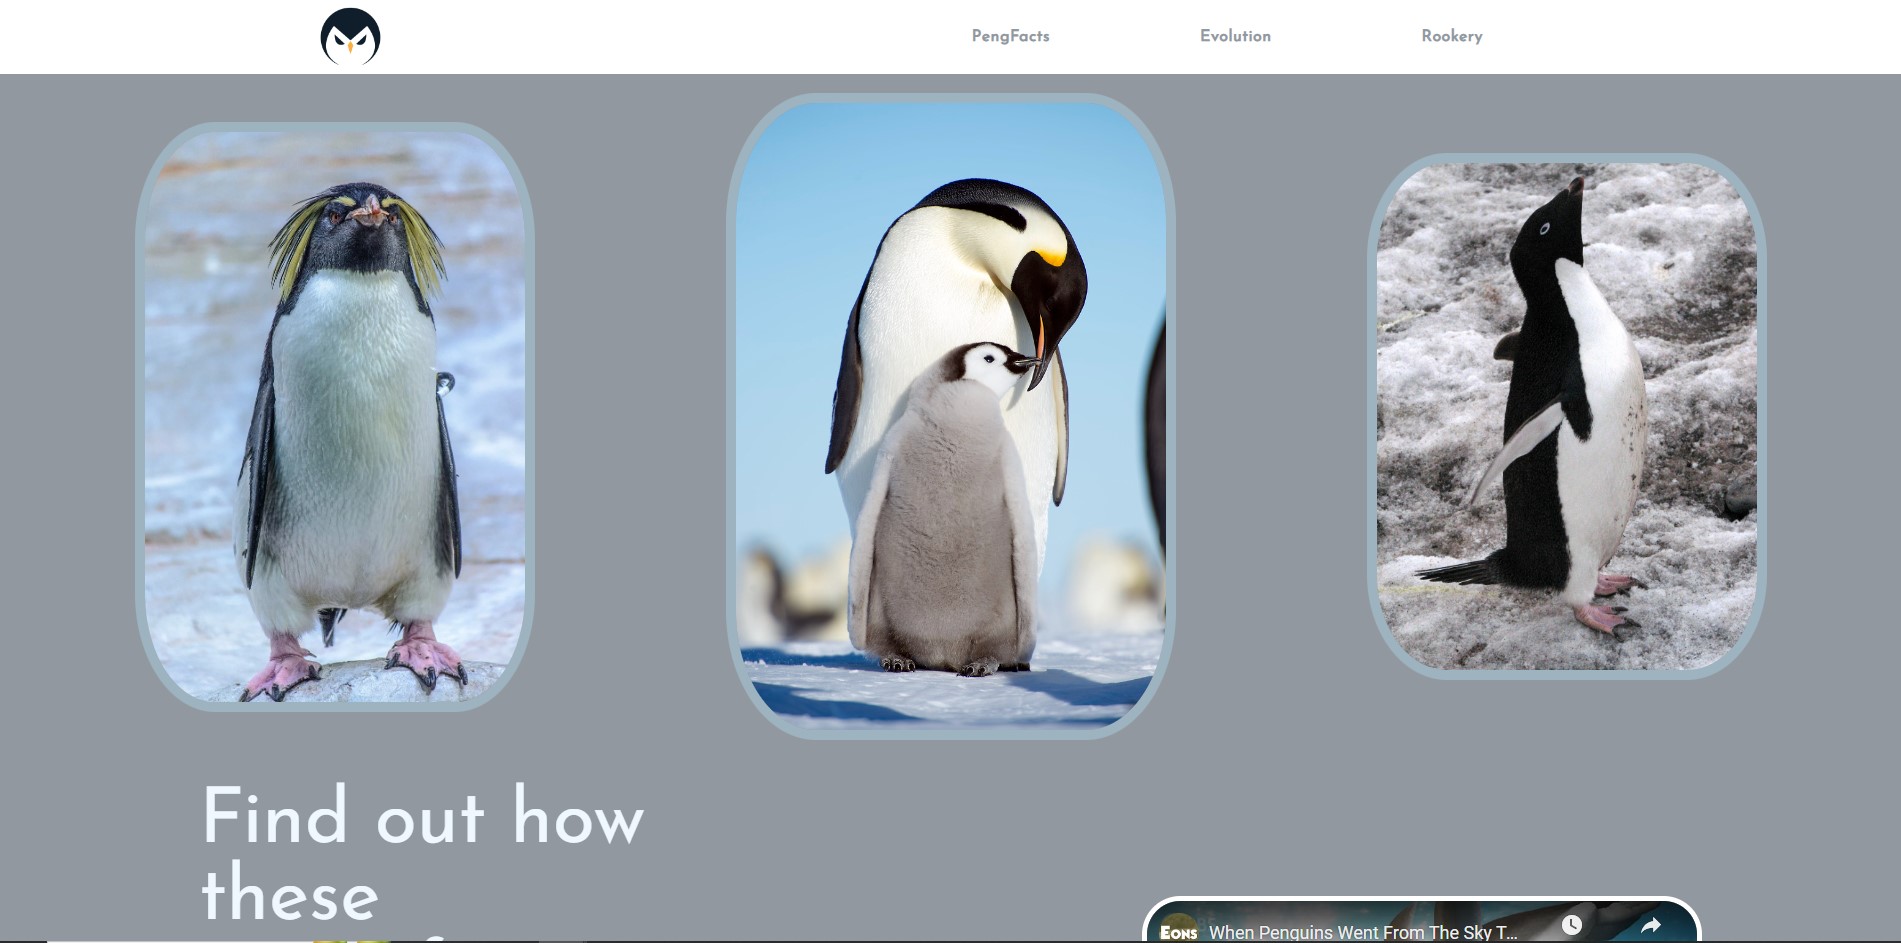 PengFacts
Evolution
Rookery
Find out how
these
EONS
When Penguins Went From The Sky T...